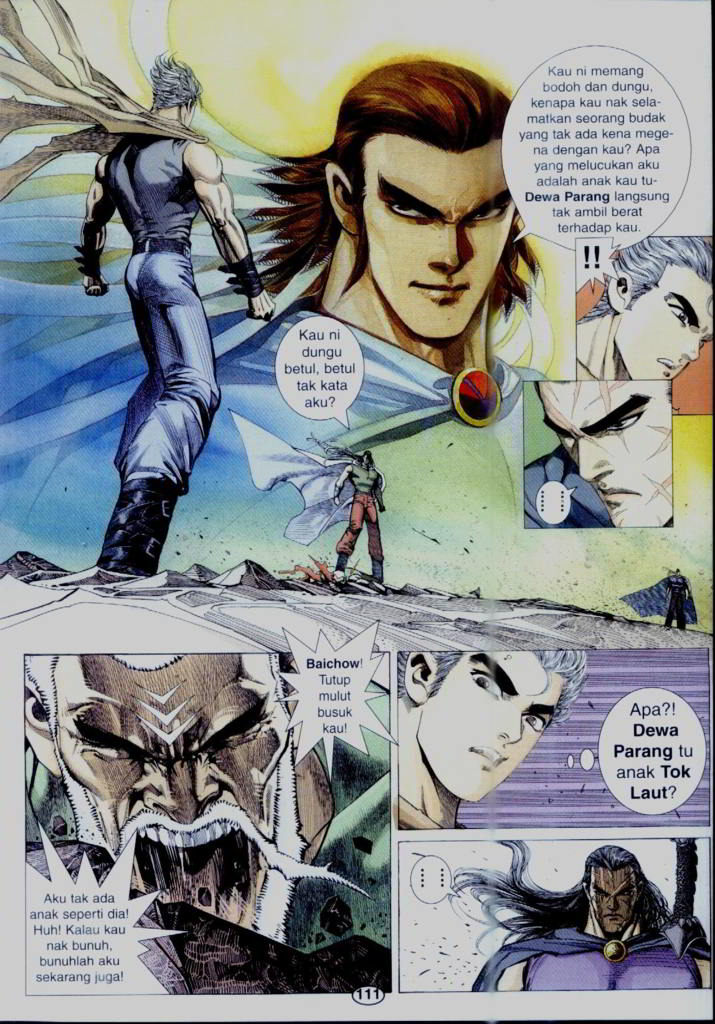 Kau ni memang
bodoh dan dungu,
kenapa kau nak sela-
matkan seorang budak
yang tak ada kena mege-
na dengan kau? Apa
yang melucukan aku
adalah anak kau tu-
Dewa Parang langsung
tak ambil berat
terhadap kau.
!!
Kau ni
dungu
betul, betul
tak kata
aku?
Baichow!
Tutup
mulut
busuk
kau!
Apa?!
Dewa
Parang tu
anak Tok
Laut?
Aku tak ada
anak seperti dia!
Huh! Kalau kau
nak bunuh,
bunuhlah aku
sekarang juga!
111